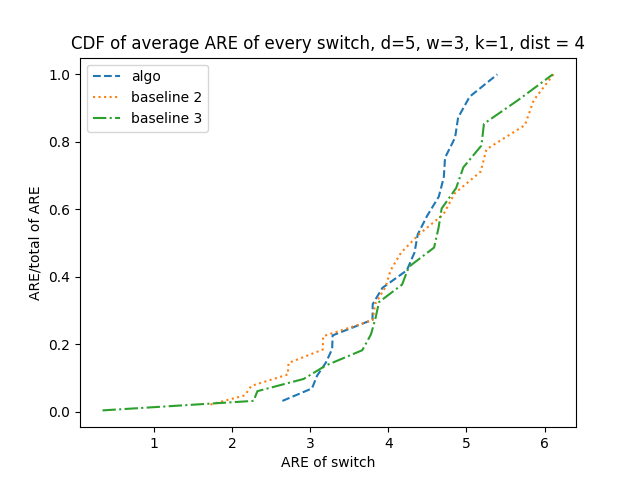 CDF of average ARE of every switch, d=5, w=3, k=1, dist = 4
algo
baseline 2
baseline 3
ARE/total of ARE
1.0
0.8
0.6
0.4
0.2
0.0
1 2 3 4 5 6
ARE of switch